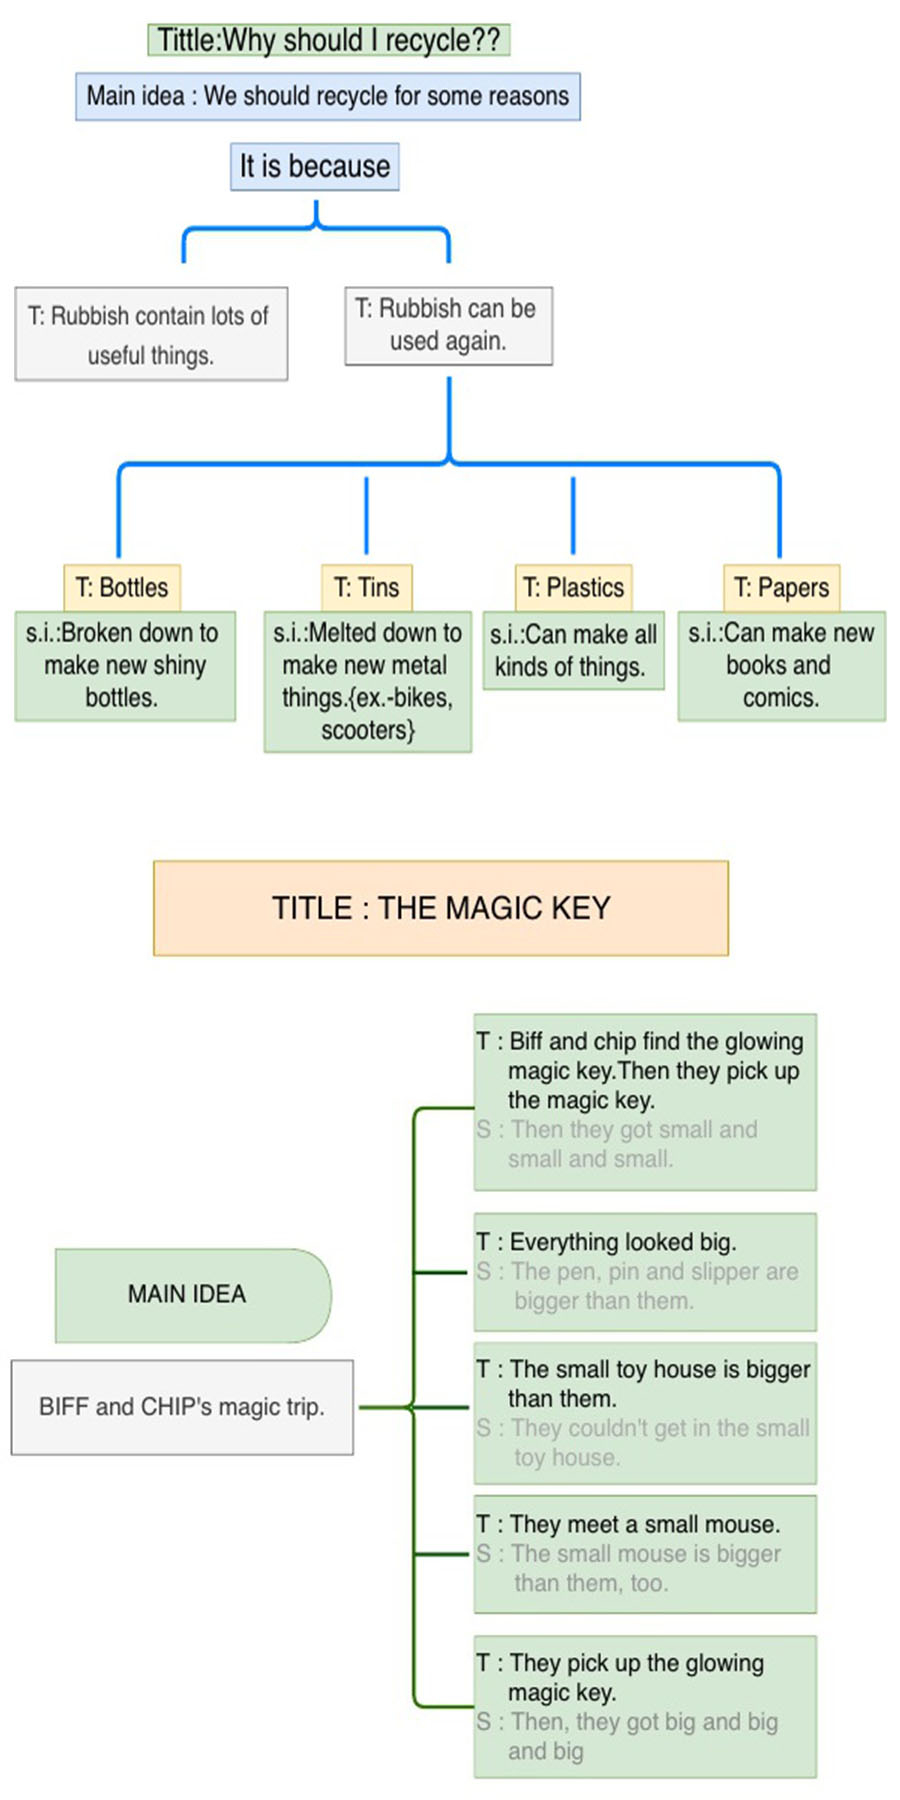 Tittle:Why should I recycle??
Main idea : We should recycle for some reasons
It is because
T: Rubbish contain lots of
useful things.
T: Rubbish can be
used again.
T: Bottles
s.i.:Broken down to
make new shiny
bottles.
T: Tins
s.i.:Melted down to
make new metal
things.{ex.-bikes,
scooters}
T: Plastics
s.i.:Can make all
kinds of things.
T: Papers
s.i.:Can make new
books and
comics.
TITLE : THE MAGIC KEY
MAIN IDEA
BIFF and CHIP's magic trip.
T : Biff and chip find the glowing
magic key.Then they pick up
the magic key.
S : Then they got small and
small and small.
T : Everything looked big.
S : The pen, pin and slipper are
bigger than them.
T : The small toy house is bigger
than them.
S : They couldn't get in the small
toy house.
T : They meet a small mouse.
S : The small mouse is bigger
than them, too.
T : They pick up the glowing
magic key.
S : Then, they got big and big
and big